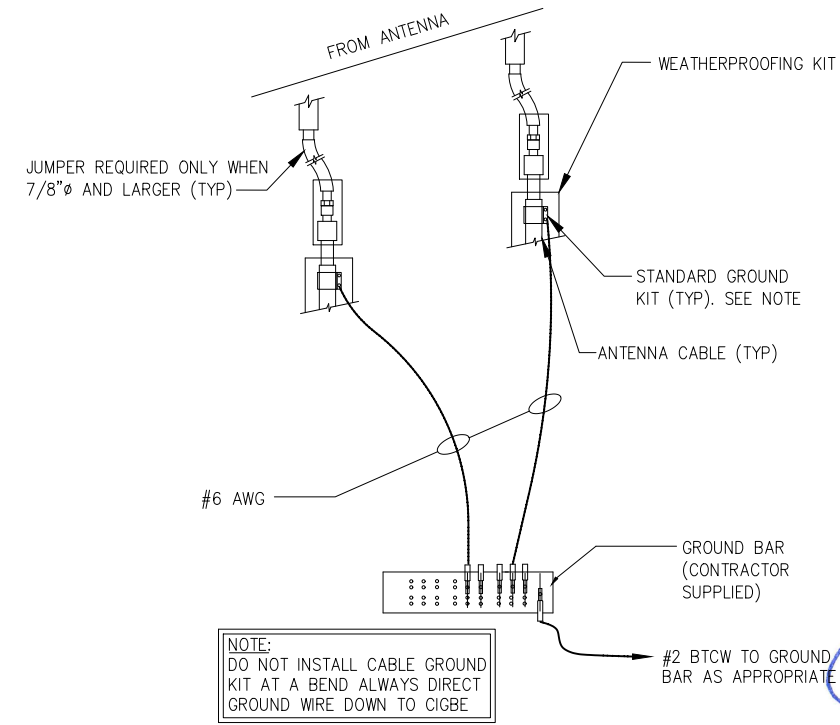 FROM ANTENNA
WEATHERPROOFING KIT
JUMPER REQUIRED ONLY WHEN
7/8"ø AND LARGER (TYP)
STANDARD GROUND
KIT (TYP). SEE NOTE
ANTENNA CABLE (TYP)
#6 AWG
GROUND BAR
(CONTRACTOR
SUPPLIED)
NOTE:
DO NOT INSTALL CABLE GROUND
KIT AT A BEND ALWAYS DIRECT
GROUND WIRE DOWN TO CIGBE
#2 BTCW TO GROUND
BAR AS APPROPRIATE